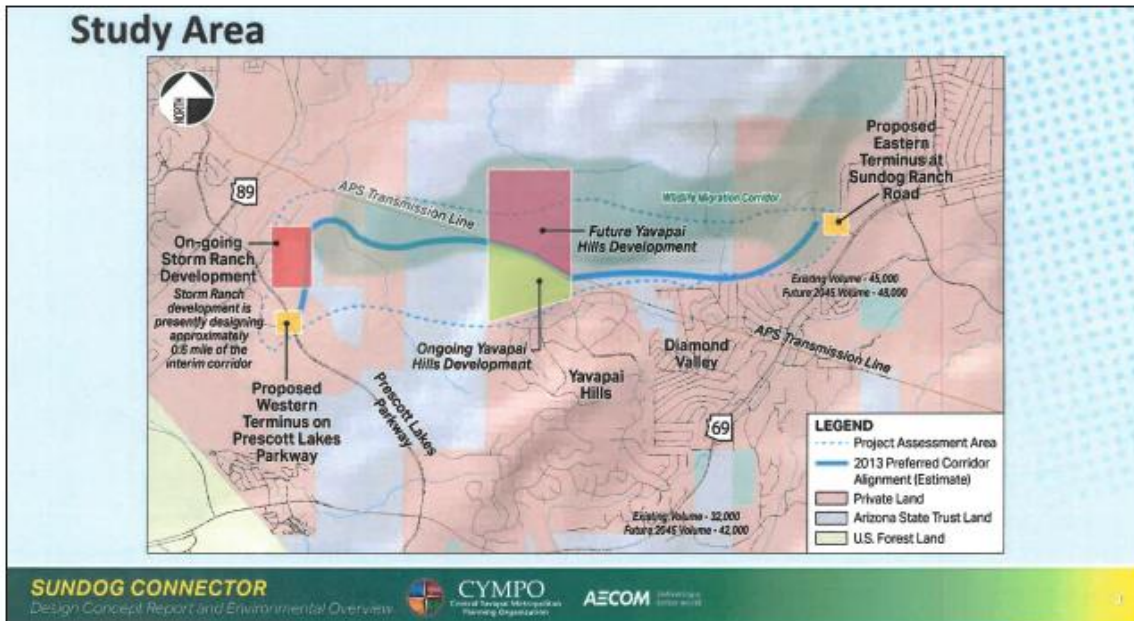 Study Area
NORTH
89
APS Transmission Line
Wildlife Migration Corridor
Proposed
Eastern
Terminus at
Sundog Ranch
Road
On-going
Storm Ranch
Development
Storm Ranch
development is
presently designing
approximately
0.5 mile of the
interim corridor
Future Yavapai
Hills Development
Existing Volume - 45,000
Future 2045 Volume - 48,000
Ongoing Yavapai
Hills Development
Diamond
Valley
APS Transmission Line
Yavapai
Hills
Proposed
Western
Terminus on
Prescott Lakes
Parkway
Prescott Lakes
Parkway
69
Existing Volume - 32,000
Future 2045 Volume - 42,000
LEGEND
Project Assessment Area
2013 Preferred Corridor
Alignment (Estimate)
Private Land
Arizona State Trust Land
U.S. Forest Land
SUNDOG CONNECTOR
Design Concept Report and Environmental Overview
CYMPO
Central Yavapai Metropolitan
Planning Organization
AECOM